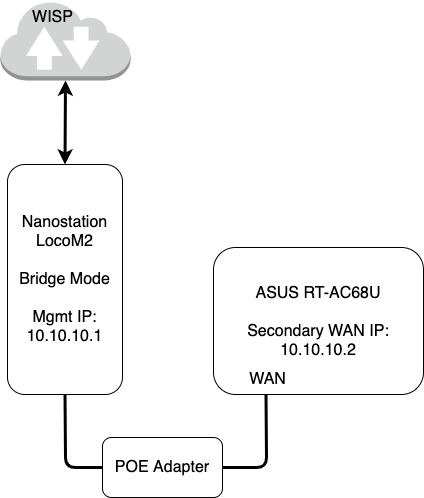 WISP
Nanostation
LocoM2
Bridge Mode
Mgmt IP:
10.10.10.1
ASUS RT-AC68U
Secondary WAN IP:
10.10.10.2
WAN
POE Adapter